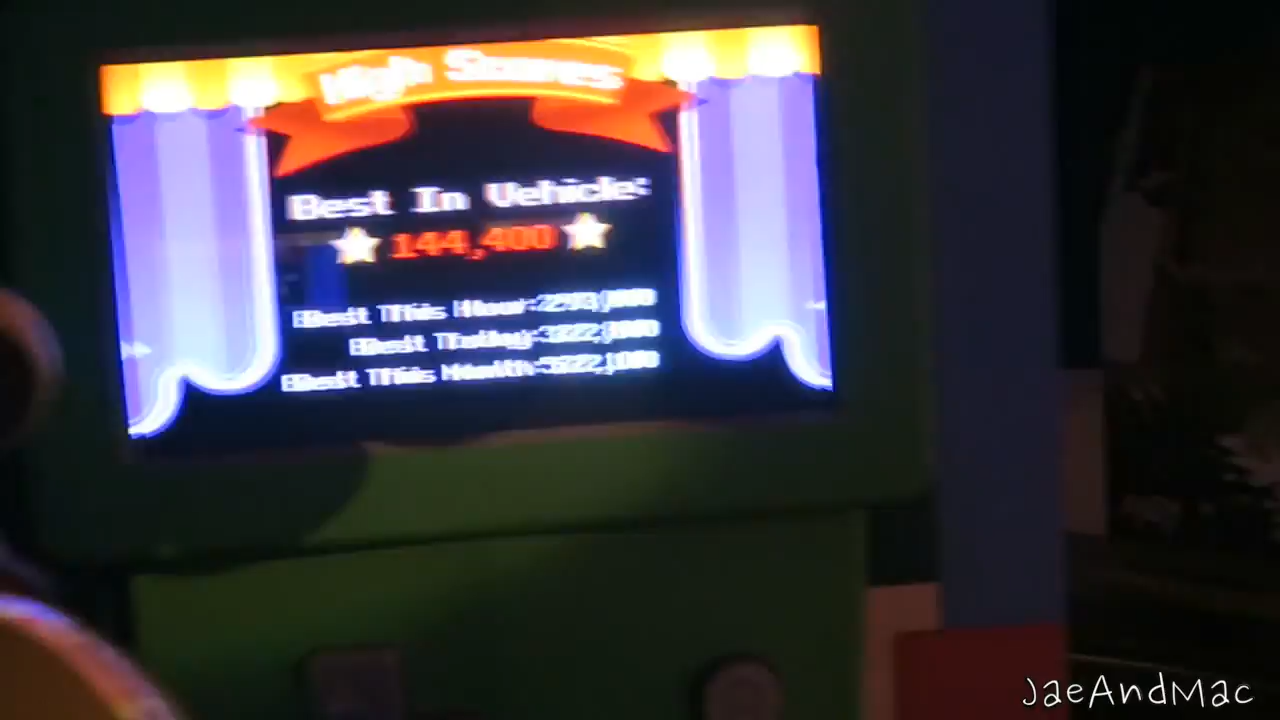 High Scores
Best In Vehicle:
144,400
Best This Hour:
Best Today:
Best This Month:
JaeAndMac